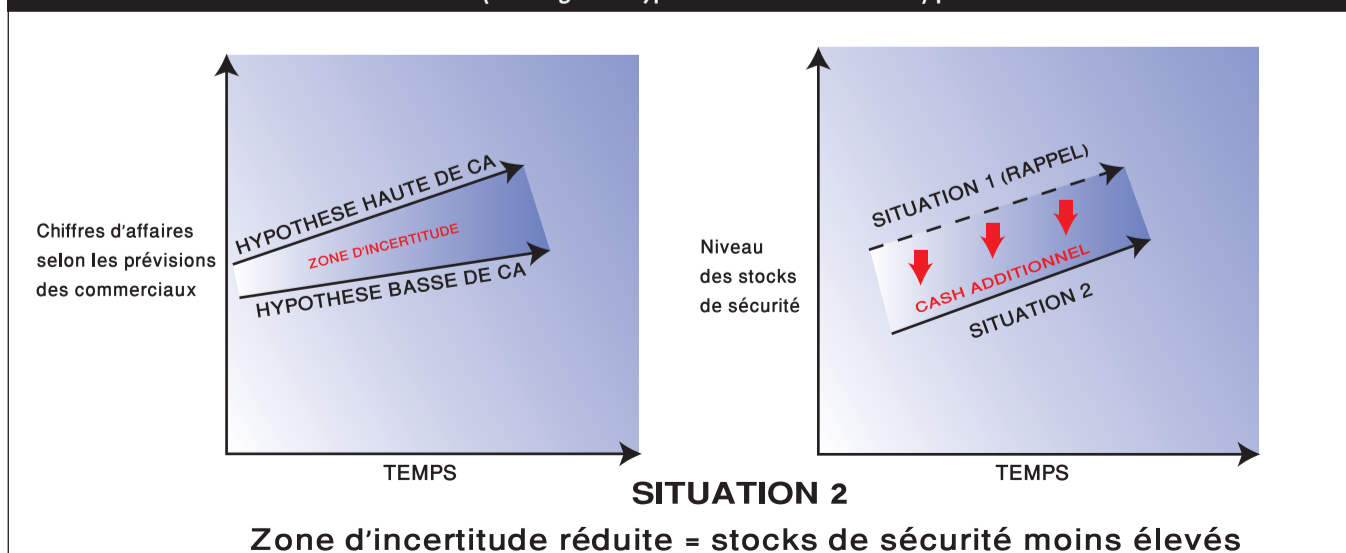 Chiffres d'affaires
selon les prévisions
des commerciaux
HYPOTHESE HAUTE DE CA
ZONE D'INCERTITUDE
HYPOTHESE BASSE DE CA
TEMPS
Niveau
des stocks
de sécurité
SITUATION 1 (RAPPEL)
CASH ADDITIONNEL
SITUATION 2
TEMPS
SITUATION 2
Zone d'incertitude réduite = stocks de sécurité moins élevés